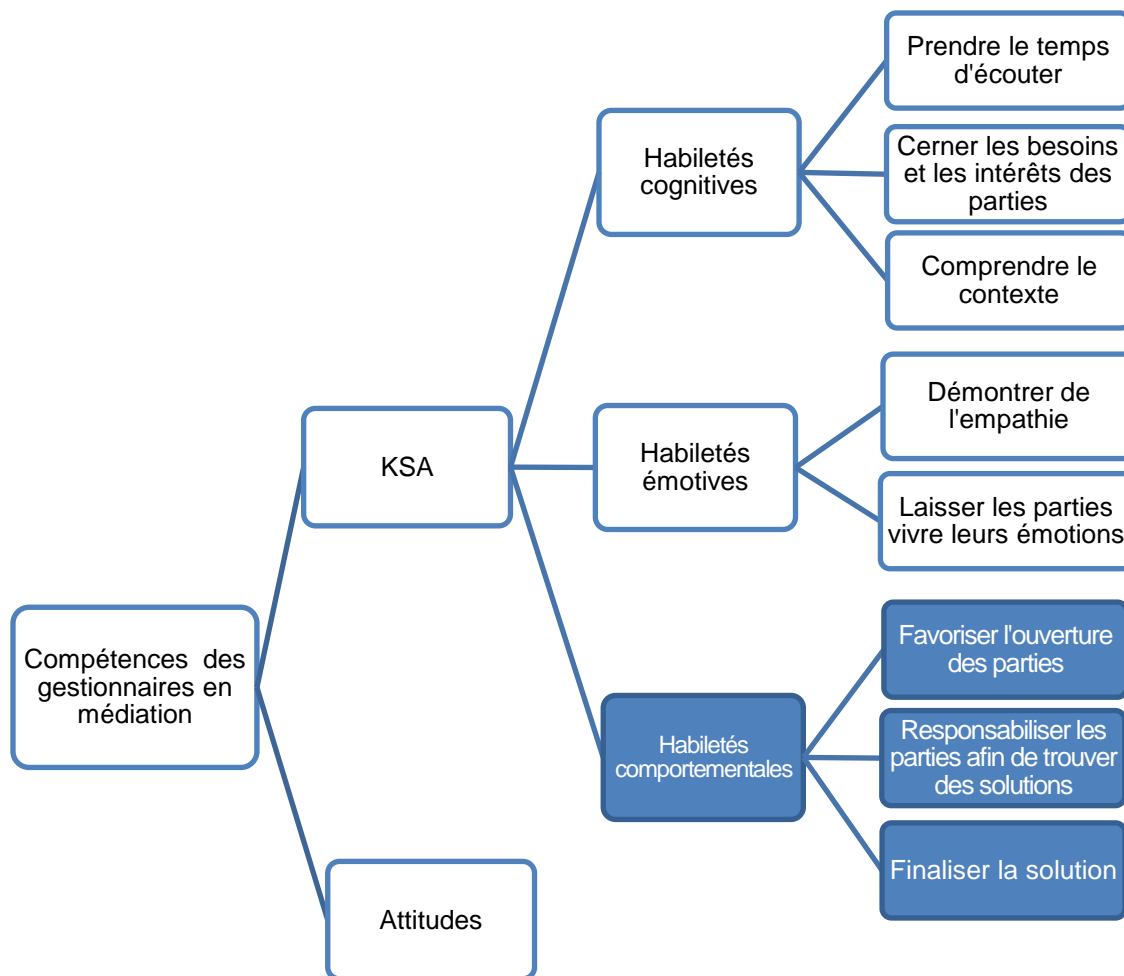 Prendre le temps
d'écouter
Habiletés
cognitives
Cerner les besoins
et les intérêts des
parties
Comprendre le
contexte
KSA
Habiletés
émotives
Démontrer de
l'empathie
Laisser les parties
vivre leurs émotions
Compétences des
gestionnaires en
médiation
Habiletés
comportementales
Favoriser l'ouverture
des parties
Responsabiliser les
parties afin de trouver
des solutions
Finaliser la solution
Attitudes